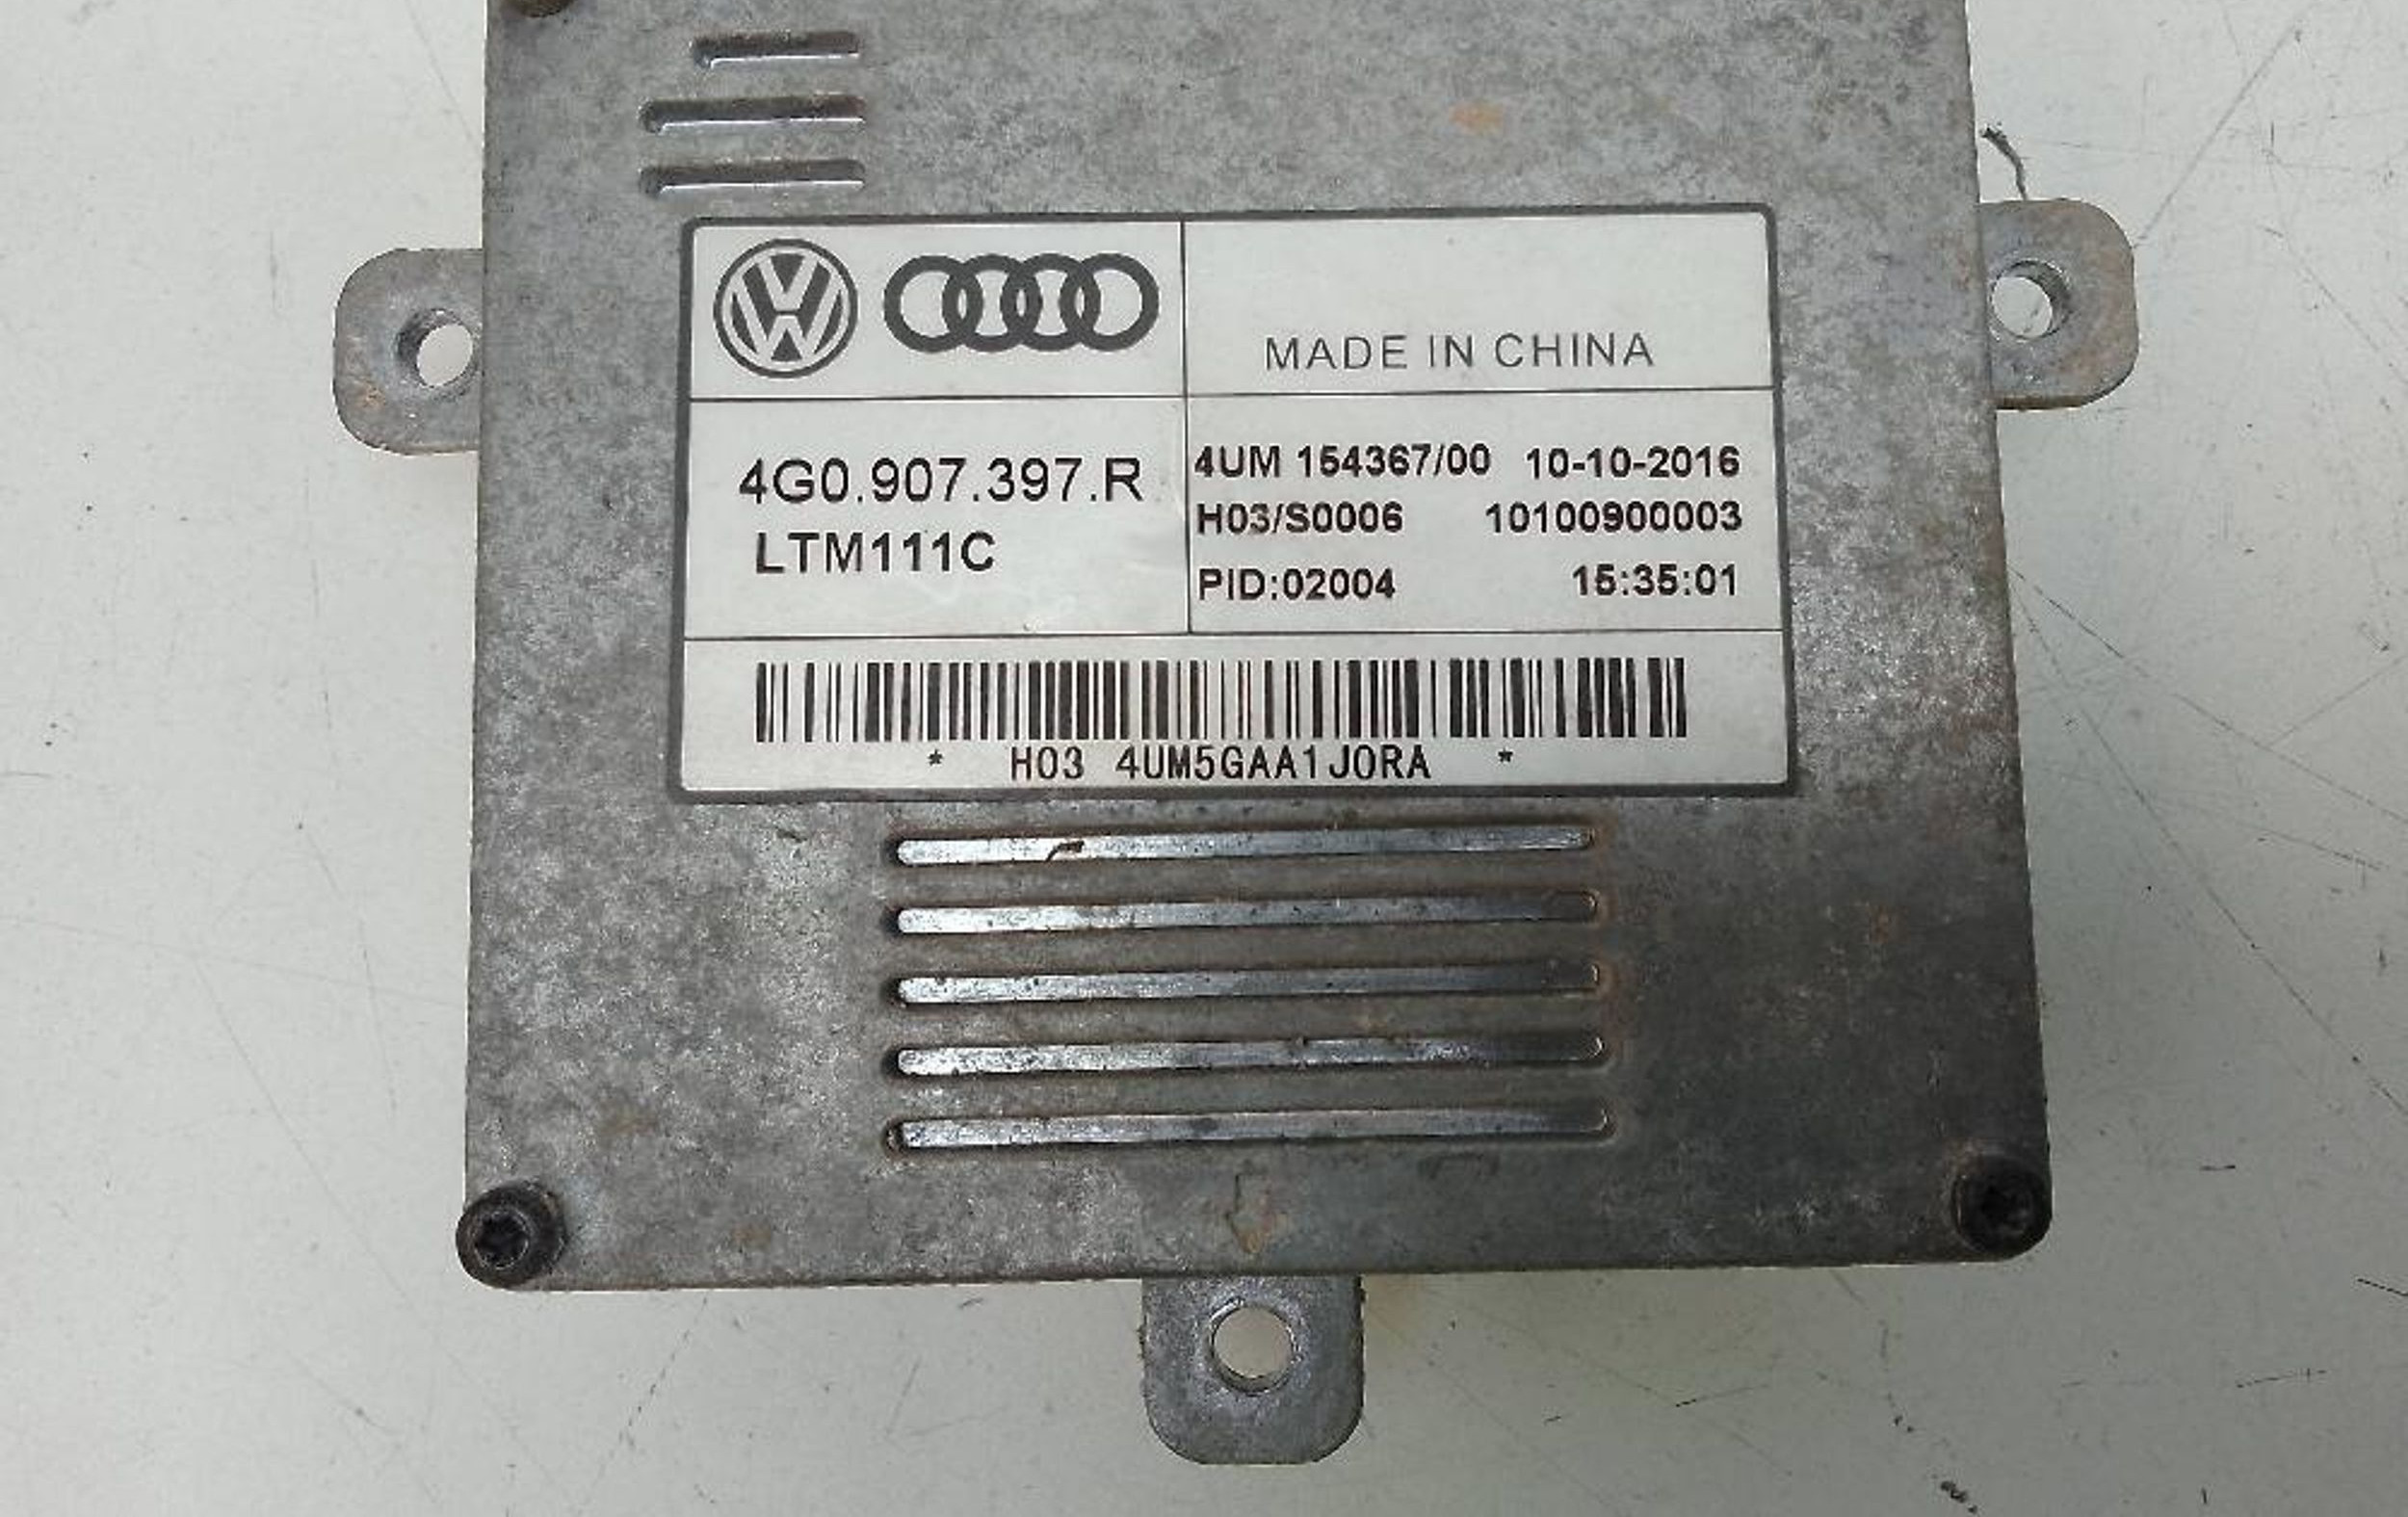 MADE IN CHINA
4G0.907.397.R
LTM111C
4UM 154367/00 10-10-2016
H03/S0006 10100900003
PID:02004 15:35:01
* H03 4UM5GAA1J0RA *